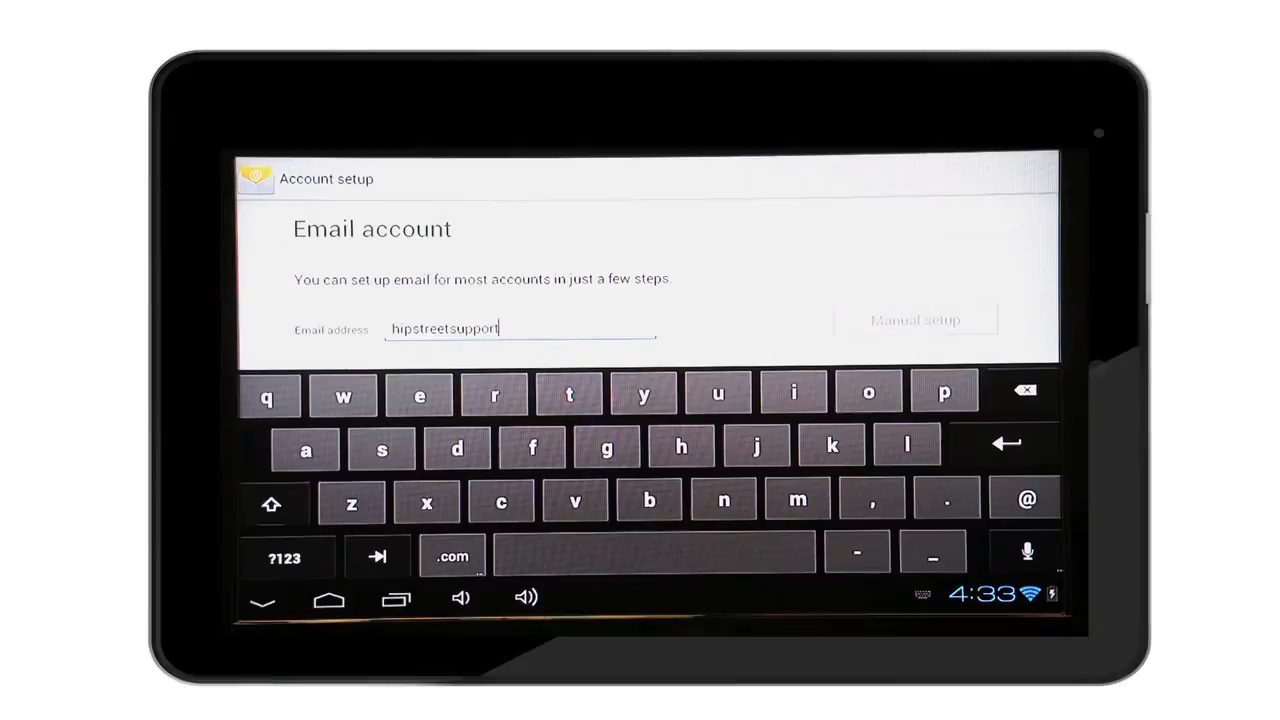 Account setup
Email account
You can set up email for most accounts in just a few steps.
Email address hipstreetsupport
Manual setup
q w e r t y u i o p
a s d f g h j k l
z x c v b n m , . @
?123 .com - _
4:33